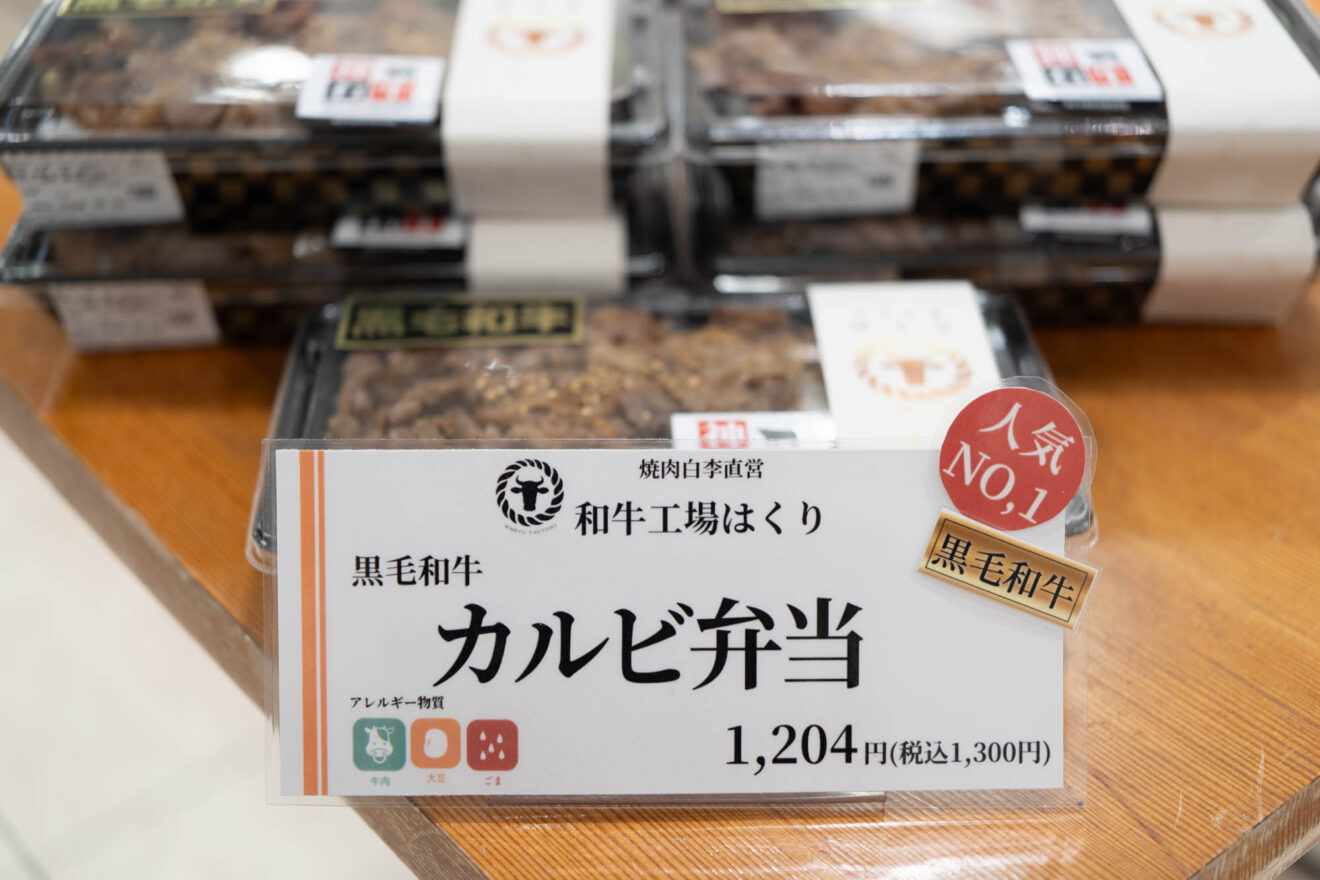 黒毛和牛
人気
NO,1
黒毛和牛
焼肉白李直営
和牛工場はくり
黒毛和牛
カルビ弁当
アレルギー物質
牛肉
大豆
ごま
1,204円(税込1,300円)